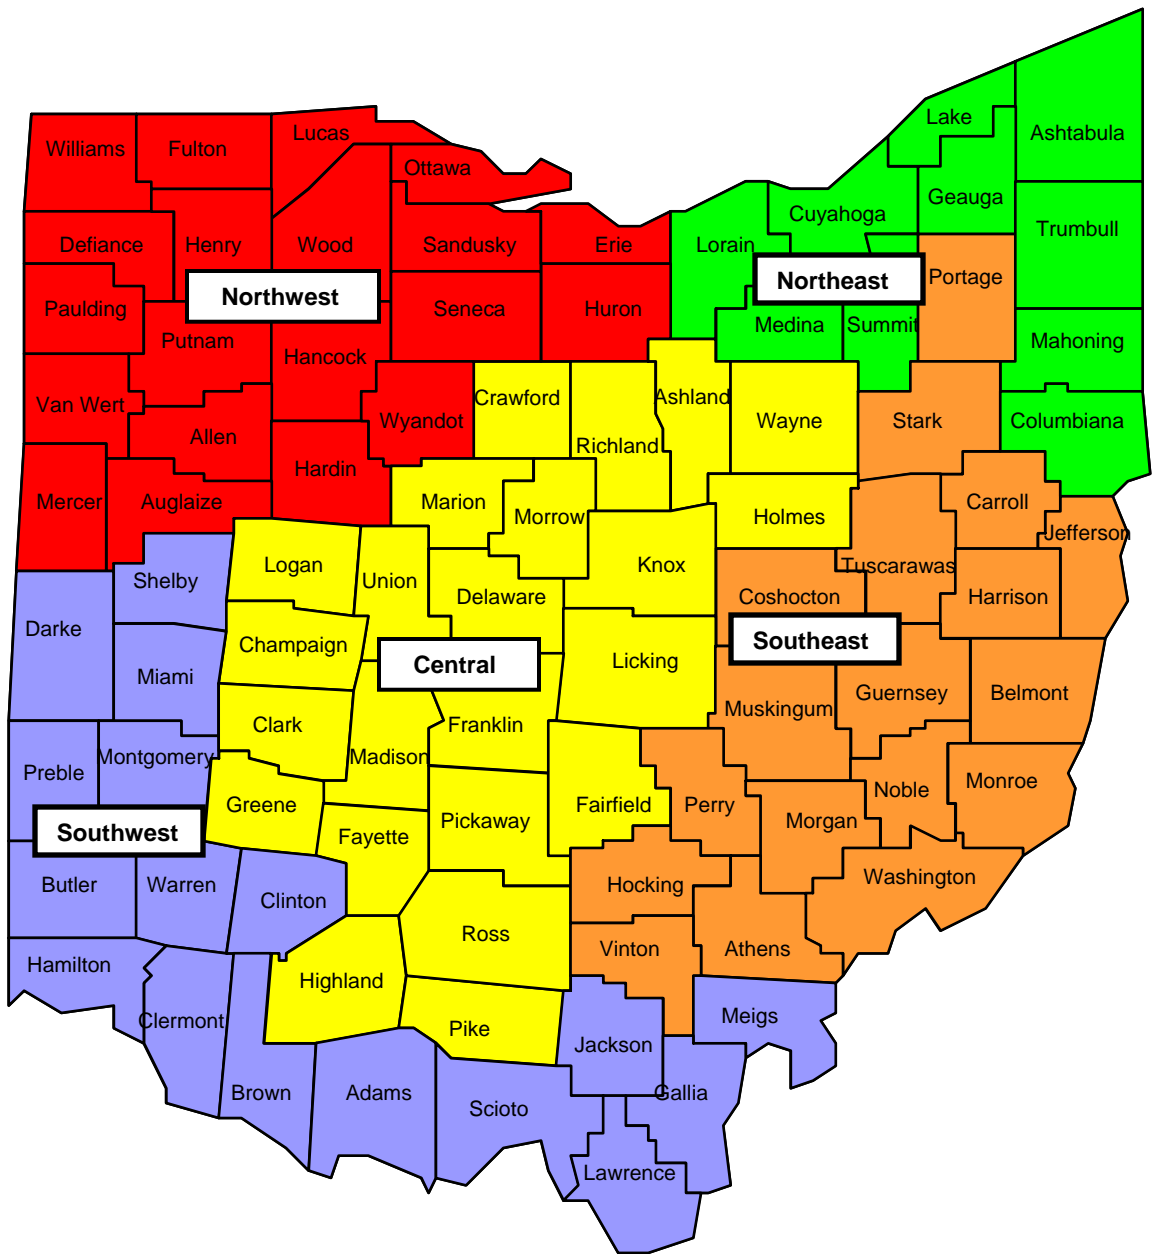 Lake
Lucas
Ashtabula
Williams
Fulton
Ottawa
Geauga
Cuyahoga
Trumbull
Defiance
Henry
Wood
Sandusky
Erie
Lorain
Portage
Northeast
Northwest
Paulding
Seneca
Huron
Medina
Summit
Putnam
Mahoning
Hancock
Van Wert
Crawford
Ashland
Wyandot
Wayne
Stark
Columbiana
Allen
Richland
Hardin
Mercer
Auglaize
Marion
Morrow
Holmes
Carroll
Jefferson
Logan
Knox
Tuscarawas
Shelby
Union
Delaware
Coshocton
Harrison
Darke
Champaign
Southeast
Central
Licking
Miami
Guernsey
Belmont
Muskingum
Clark
Franklin
Montgomery
Madison
Preble
Noble
Monroe
Greene
Fairfield
Perry
Pickaway
Morgan
Southwest
Fayette
Butler
Warren
Hocking
Washington
Clinton
Ross
Vinton
Athens
Hamilton
Highland
Meigs
Clermont
Pike
Jackson
Brown
Adams
Gallia
Scioto
Lawrence